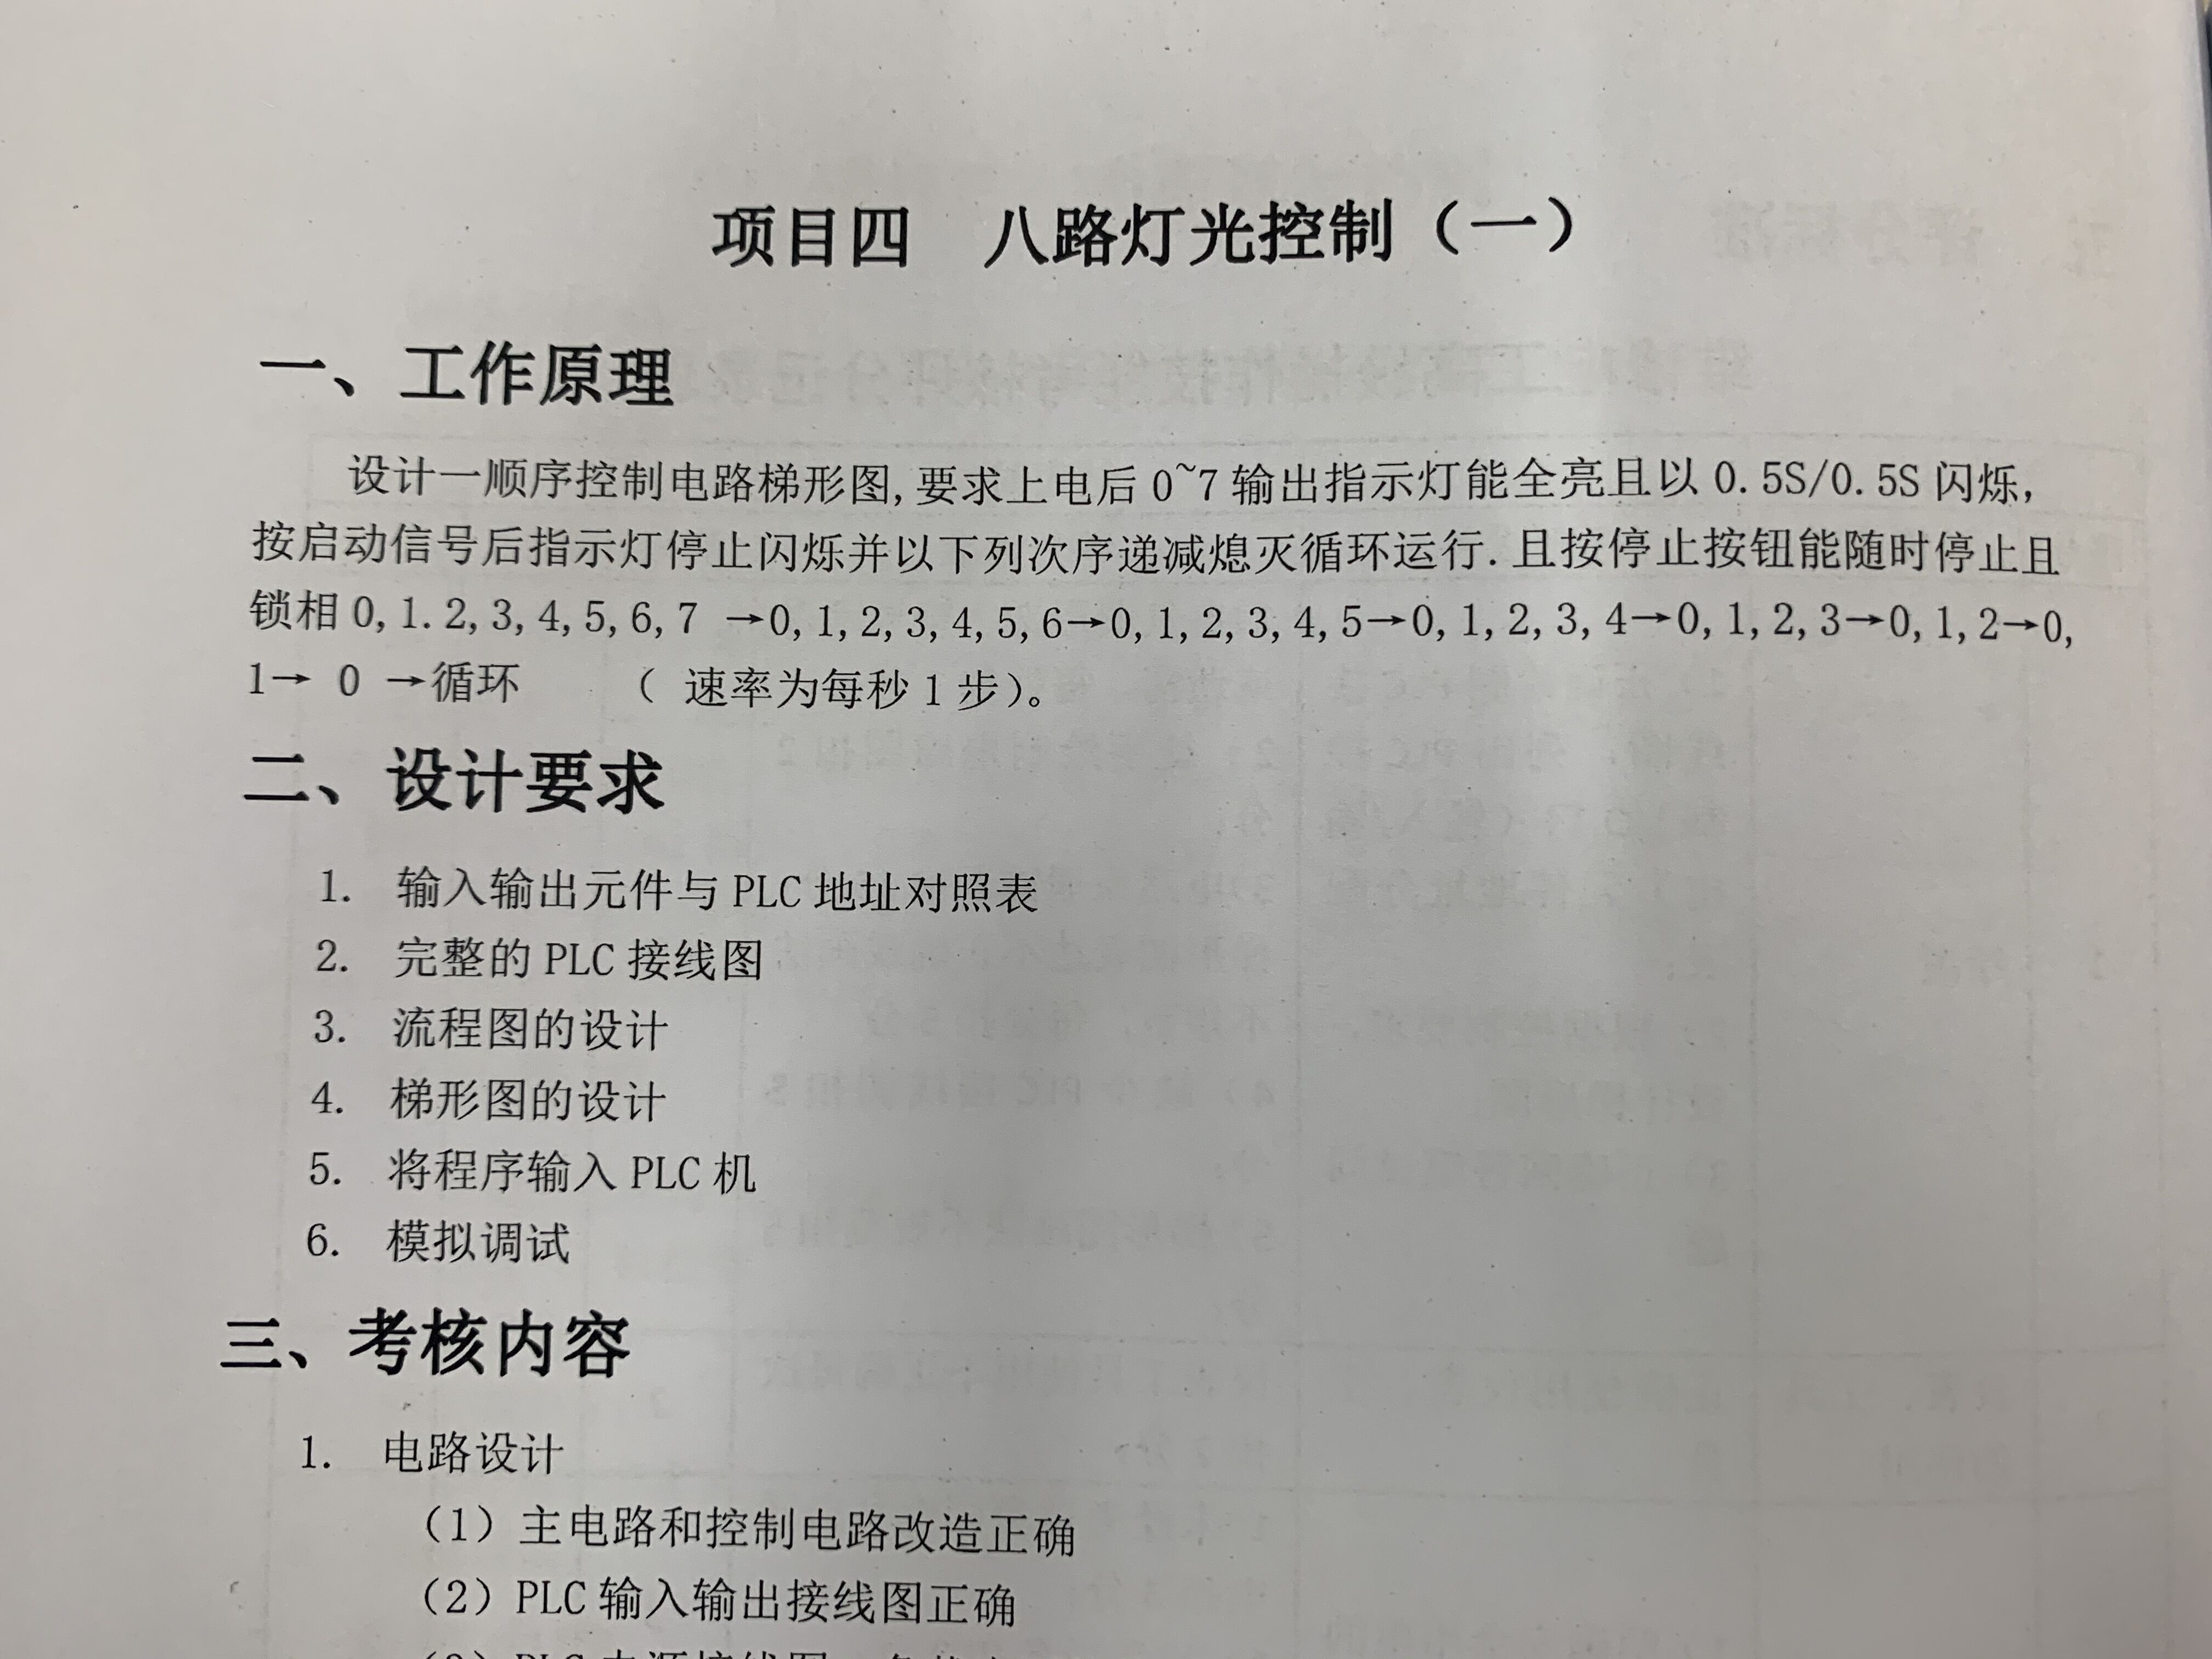 项目四 八路灯光控制（一）
一、工作原理
设计一顺序控制电路梯形图,要求上电后 0~7 输出指示灯能全亮且以 0.5S/0.5S 闪烁,
按启动信号后指示灯停止闪烁并以下列次序递减熄灭循环运行.且按停止按钮能随时停止且
锁相 0,1.2,3,4,5,6,7 →0,1,2,3,4,5,6→0,1,2,3,4,5→0,1,2,3,4→0,1,2,3→0,1,2→0,
1→ 0 →循环 （ 速率为每秒 1 步）。
二、设计要求
1. 输入输出元件与 PLC 地址对照表
2. 完整的 PLC 接线图
3. 流程图的设计
4. 梯形图的设计
5. 将程序输入 PLC 机
6. 模拟调试
三、考核内容
1. 电路设计
（1）主电路和控制电路改造正确
（2）PLC 输入输出接线图正确